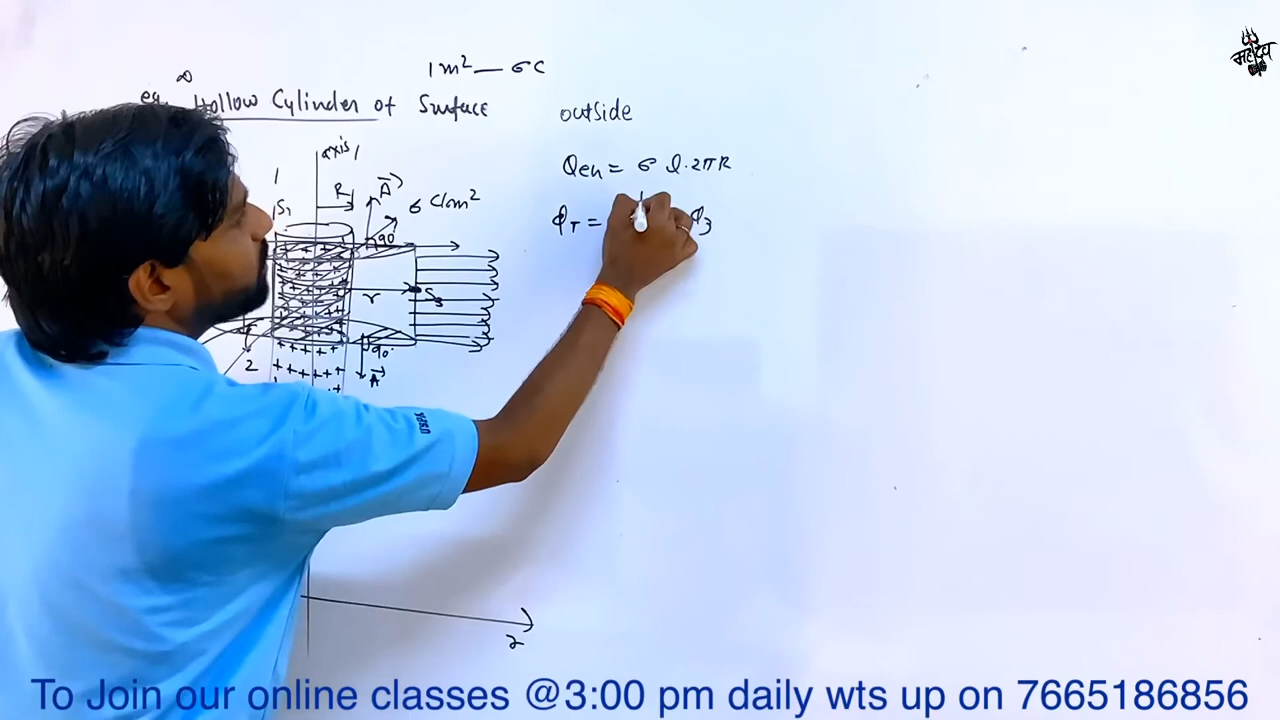 1m² — σC
∞
eg. Hollow Cylinder of Surface
outside
axis
Qen = σ l.2πR
R
A
σ C/m²
S₁
90
φT =
φ3
r
S3
90°
2
A
r
महादेव
To Join our online classes @3:00 pm daily wts up on 7665186856